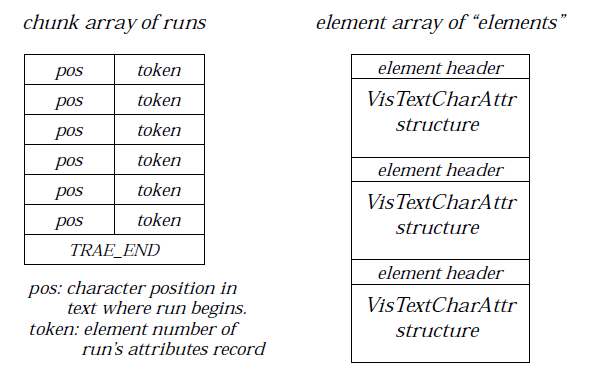 chunk array of runs
pos token
pos token
pos token
pos token
pos token
pos token
TRAE_END
pos: character position in
text where run begins.
token: element number of
run's attributes record
element array of “elements”
element header
VisTextCharAttr
structure
element header
VisTextCharAttr
structure
element header
VisTextCharAttr
structure